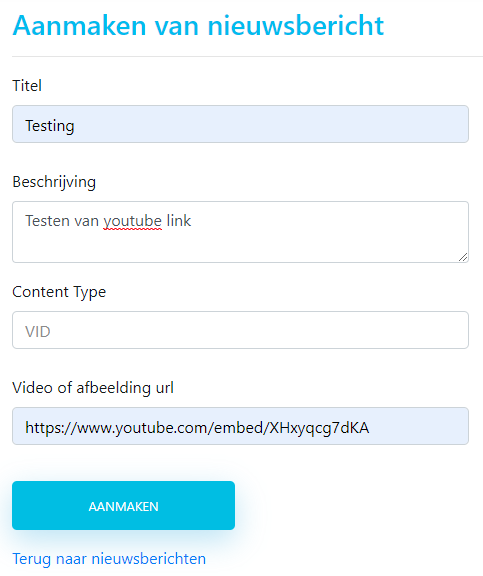 Aanmaken van nieuwsbericht
Titel
Testing
Beschrijving
Testen van youtube link
Content Type
VID
Video of afbeelding url
https://www.youtube.com/embed/XHxyqcg7dKA
AANMAKEN
Terug naar nieuwsberichten